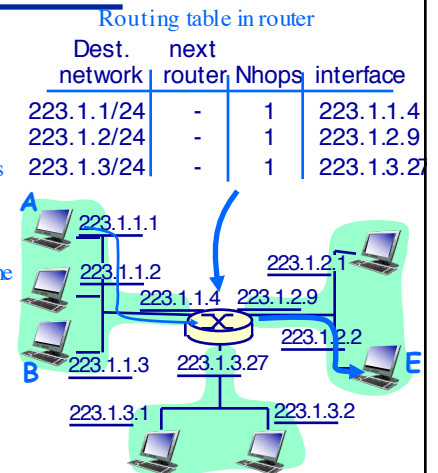 Routing table in router
Dest. next
network router Nhops interface
223.1.1/24 - 1 223.1.1.4
223.1.2/24 - 1 223.1.2.9
223.1.3/24 - 1 223.1.3.27
s
A
223.1.1.1
223.1.2.1
ne
223.1.1.2
223.1.1.4 223.1.2.9
223.1.2.2
B
E
223.1.1.3 223.1.3.27
223.1.3.1 223.1.3.2